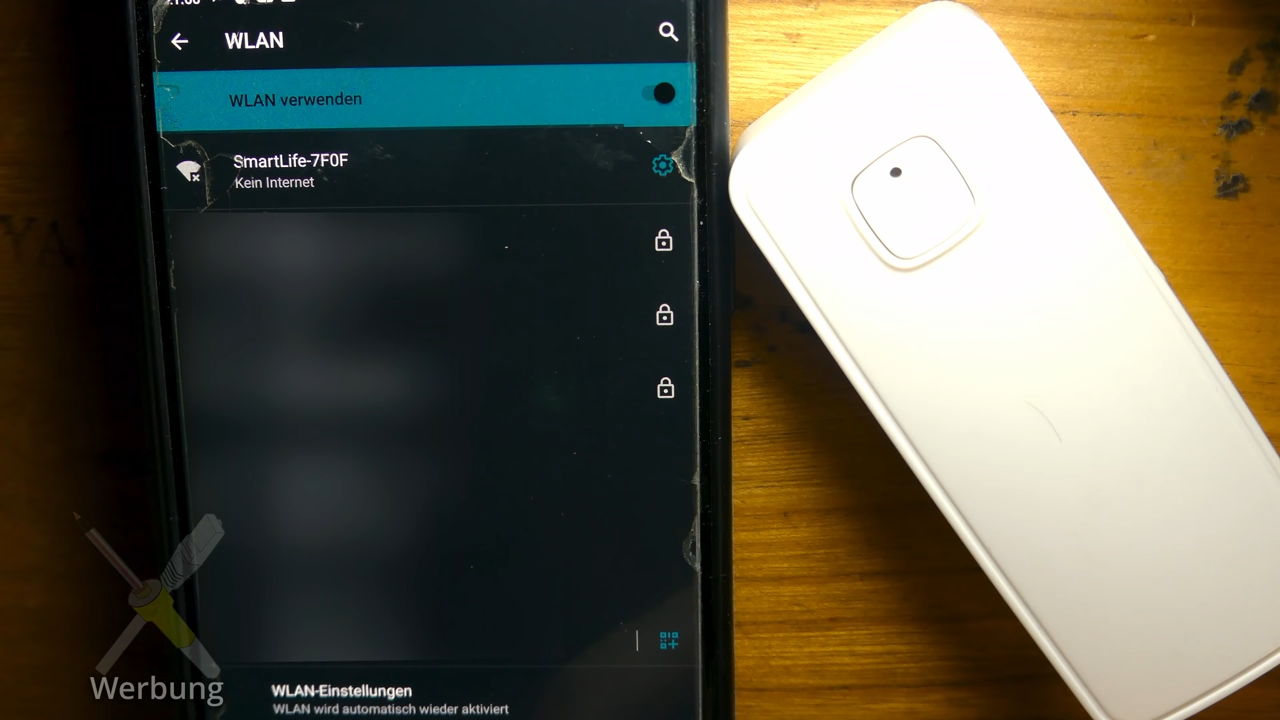 WLAN
WLAN verwenden
SmartLife-7F0F
Kein Internet
WLAN-Einstellungen
WLAN wird automatisch wieder aktiviert
Werbung